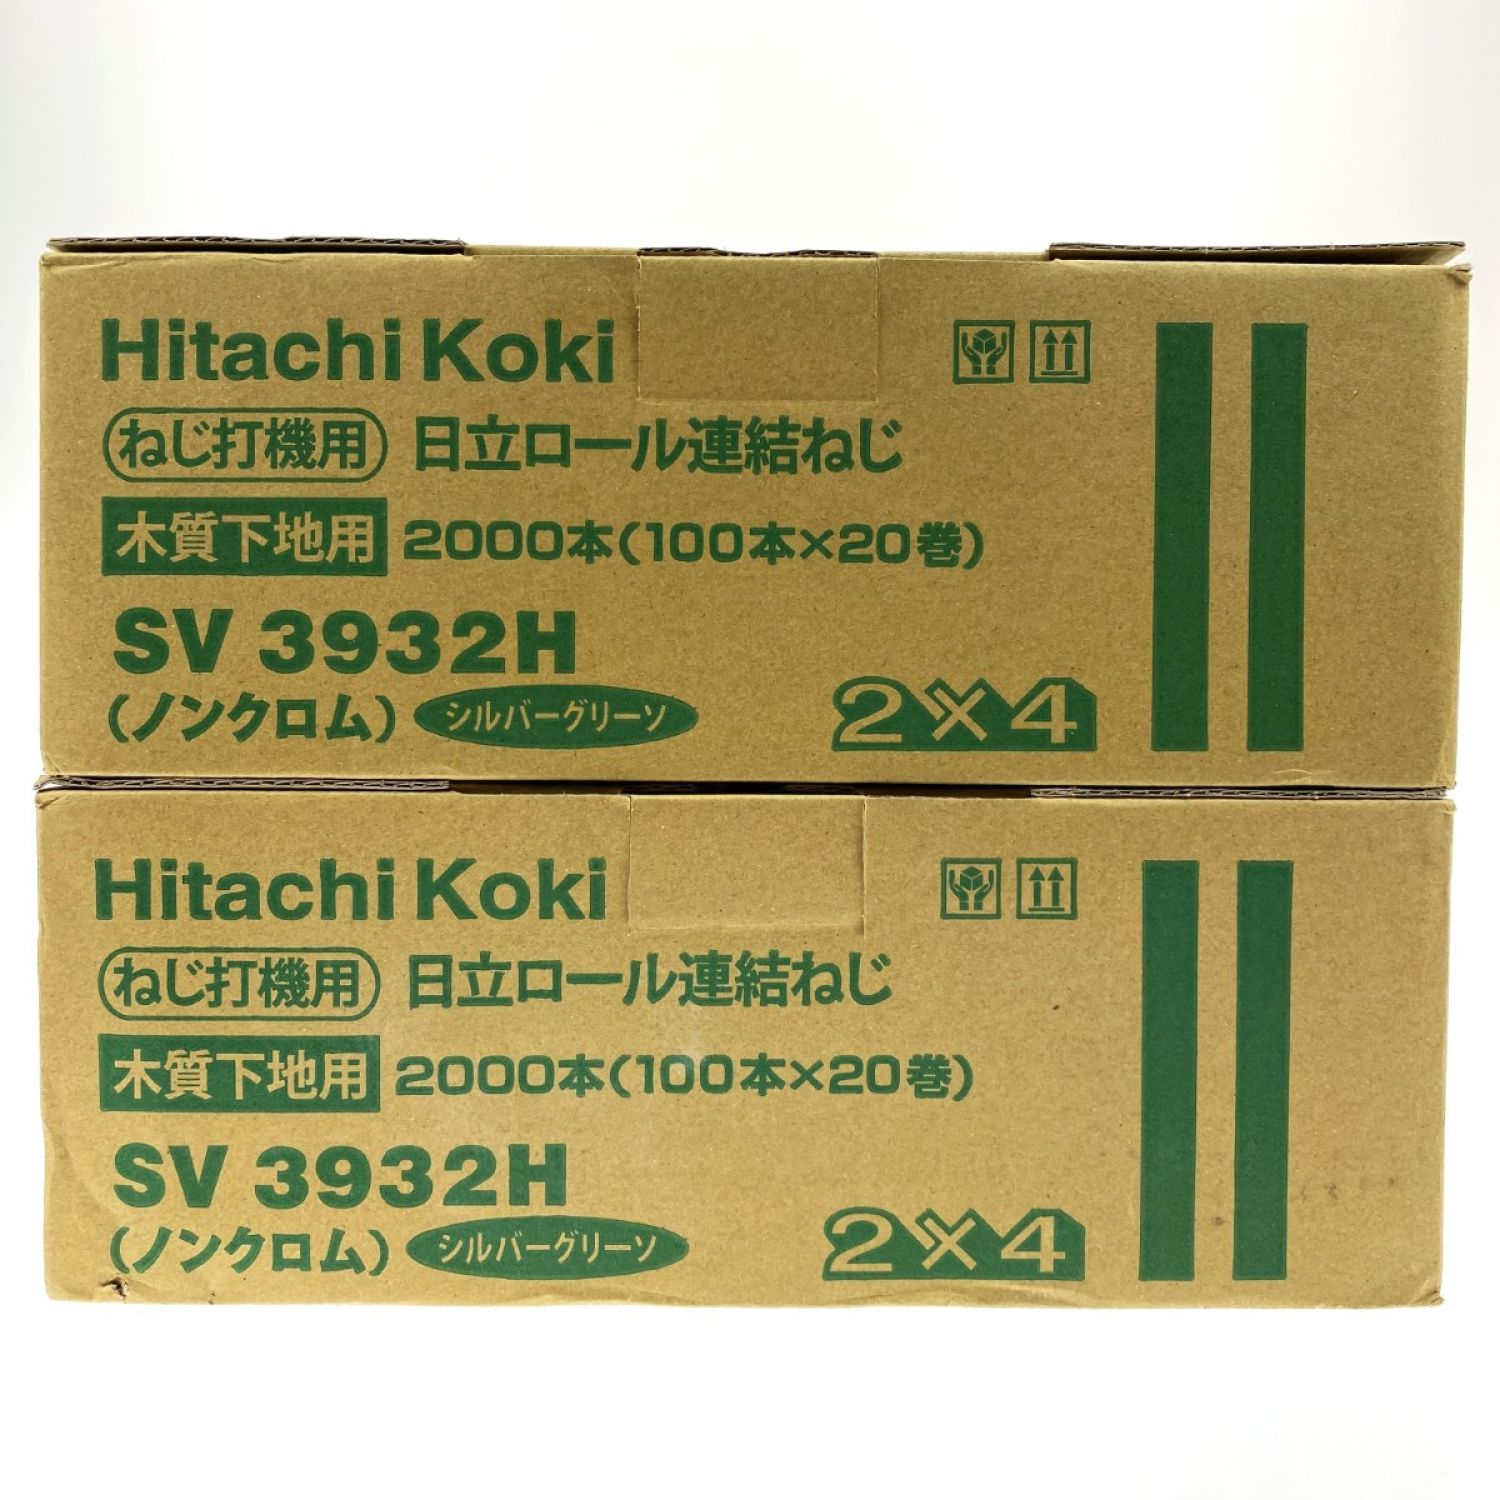 Hitachi Koki
ねじ打機用 日立ロール連結ねじ
木質下地用 2000本(100本×20巻)
SV 3932H
(ノンクロム) シルバーグリーン
2×4
Hitachi Koki
ねじ打機用 日立ロール連結ねじ
木質下地用 2000本(100本×20巻)
SV 3932H
(ノンクロム) シルバーグリーン
2×4